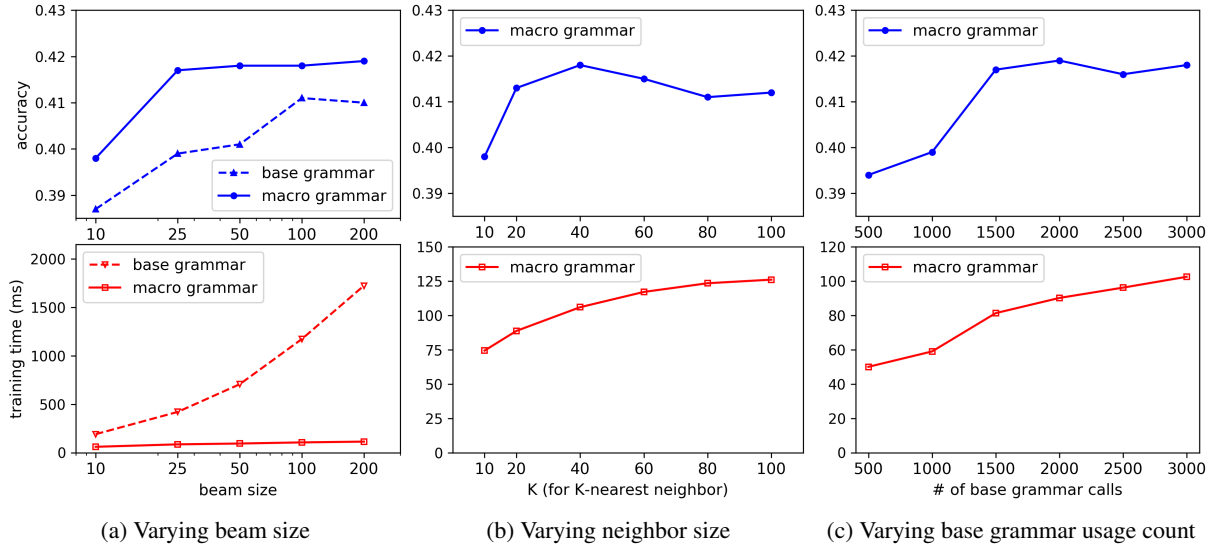 0.43
0.42
0.41
0.40
0.39
accuracy
base grammar
macro grammar
10 25 50 100 200
0.43
0.42
0.41
0.40
0.39
macro grammar
10 20 40 60 80 100
0.43
0.42
0.41
0.40
0.39
macro grammar
500 1000 1500 2000 2500 3000
2000
1500
1000
500
0
training time (ms)
base grammar
macro grammar
10 25 50 100 200
beam size
150
125
100
75
50
25
0
macro grammar
10 20 40 60 80 100
K (for K-nearest neighbor)
120
100
80
60
40
20
0
macro grammar
500 1000 1500 2000 2500 3000
# of base grammar calls
(a) Varying beam size
(b) Varying neighbor size
(c) Varying base grammar usage count